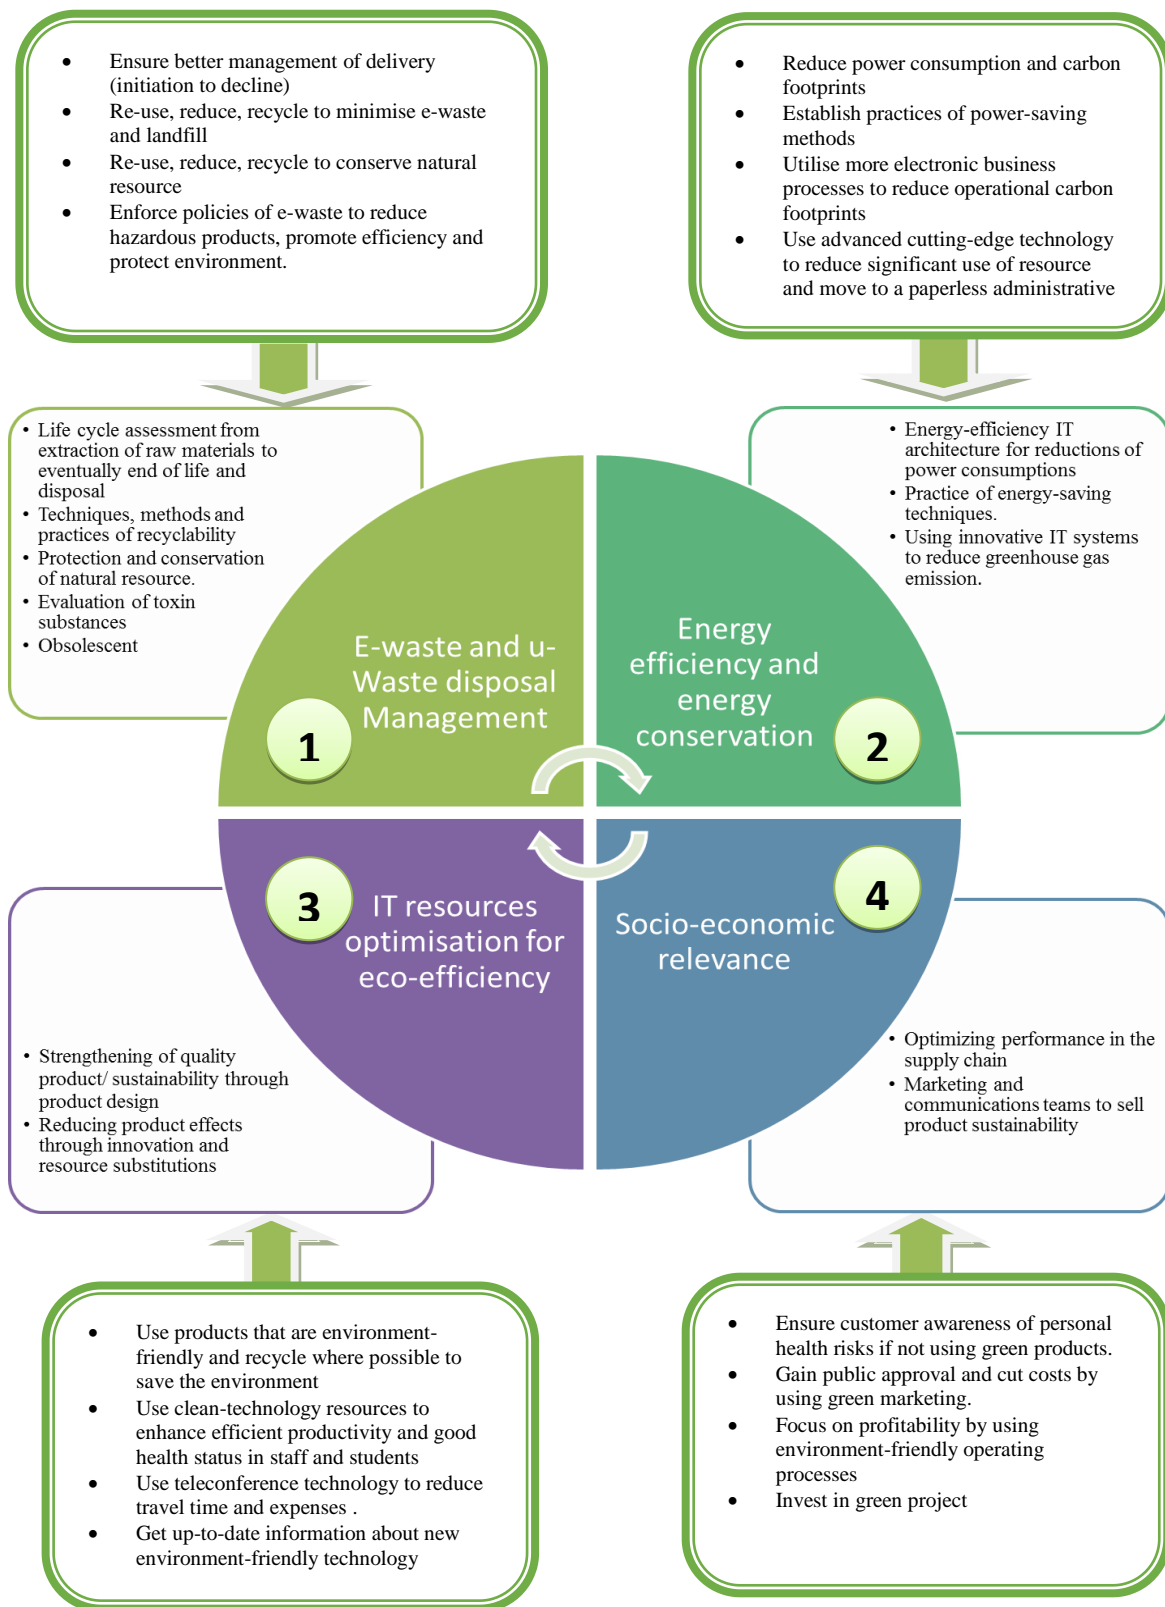 • Ensure better management of delivery
(initiation to decline)
• Re-use, reduce, recycle to minimise e-waste
and landfill
• Re-use, reduce, recycle to conserve natural
resource
• Enforce policies of e-waste to reduce
hazardous products, promote efficiency and
protect environment.
• Reduce power consumption and carbon
footprints
• Establish practices of power-saving
methods
• Utilise more electronic business
processes to reduce operational carbon
footprints
• Use advanced cutting-edge technology
to reduce significant use of resource
and move to a paperless administrative
• Life cycle assessment from
extraction of raw materials to
eventually end of life and
disposal
• Techniques, methods and
practices of recyclability
• Protection and conservation
of natural resource.
• Evaluation of toxin
substances
• Obsolescent
• Energy-efficiency IT
architecture for reductions of
power consumptions
• Practice of energy-saving
techniques.
• Using innovative IT systems
to reduce greenhouse gas
emission.
E-waste and u-
Waste disposal
Management
1
Energy
efficiency and
energy
conservation
2
3
IT resources
optimisation for
eco-efficiency
4
Socio-economic
relevance
• Strengthening of quality
product/ sustainability through
product design
• Reducing product effects
through innovation and
resource substitutions
• Optimizing performance in the
supply chain
• Marketing and
communications teams to sell
product sustainability
• Use products that are environment-
friendly and recycle where possible to
save the environment
• Use clean-technology resources to
enhance efficient productivity and good
health status in staff and students
• Use teleconference technology to reduce
travel time and expenses .
• Get up-to-date information about new
environment-friendly technology
• Ensure customer awareness of personal
health risks if not using green products.
• Gain public approval and cut costs by
using green marketing.
• Focus on profitability by using
environment-friendly operating
processes
• Invest in green project